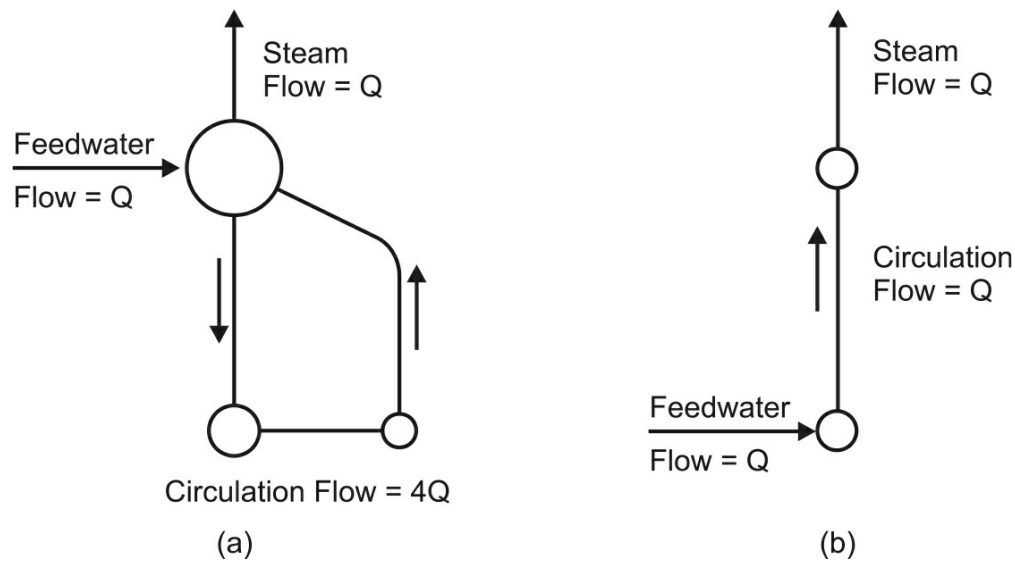 Steam
Flow = Q
Feedwater
Flow = Q
Circulation Flow = 4Q
(a)
Steam
Flow = Q
Circulation
Flow = Q
Feedwater
Flow = Q
(b)